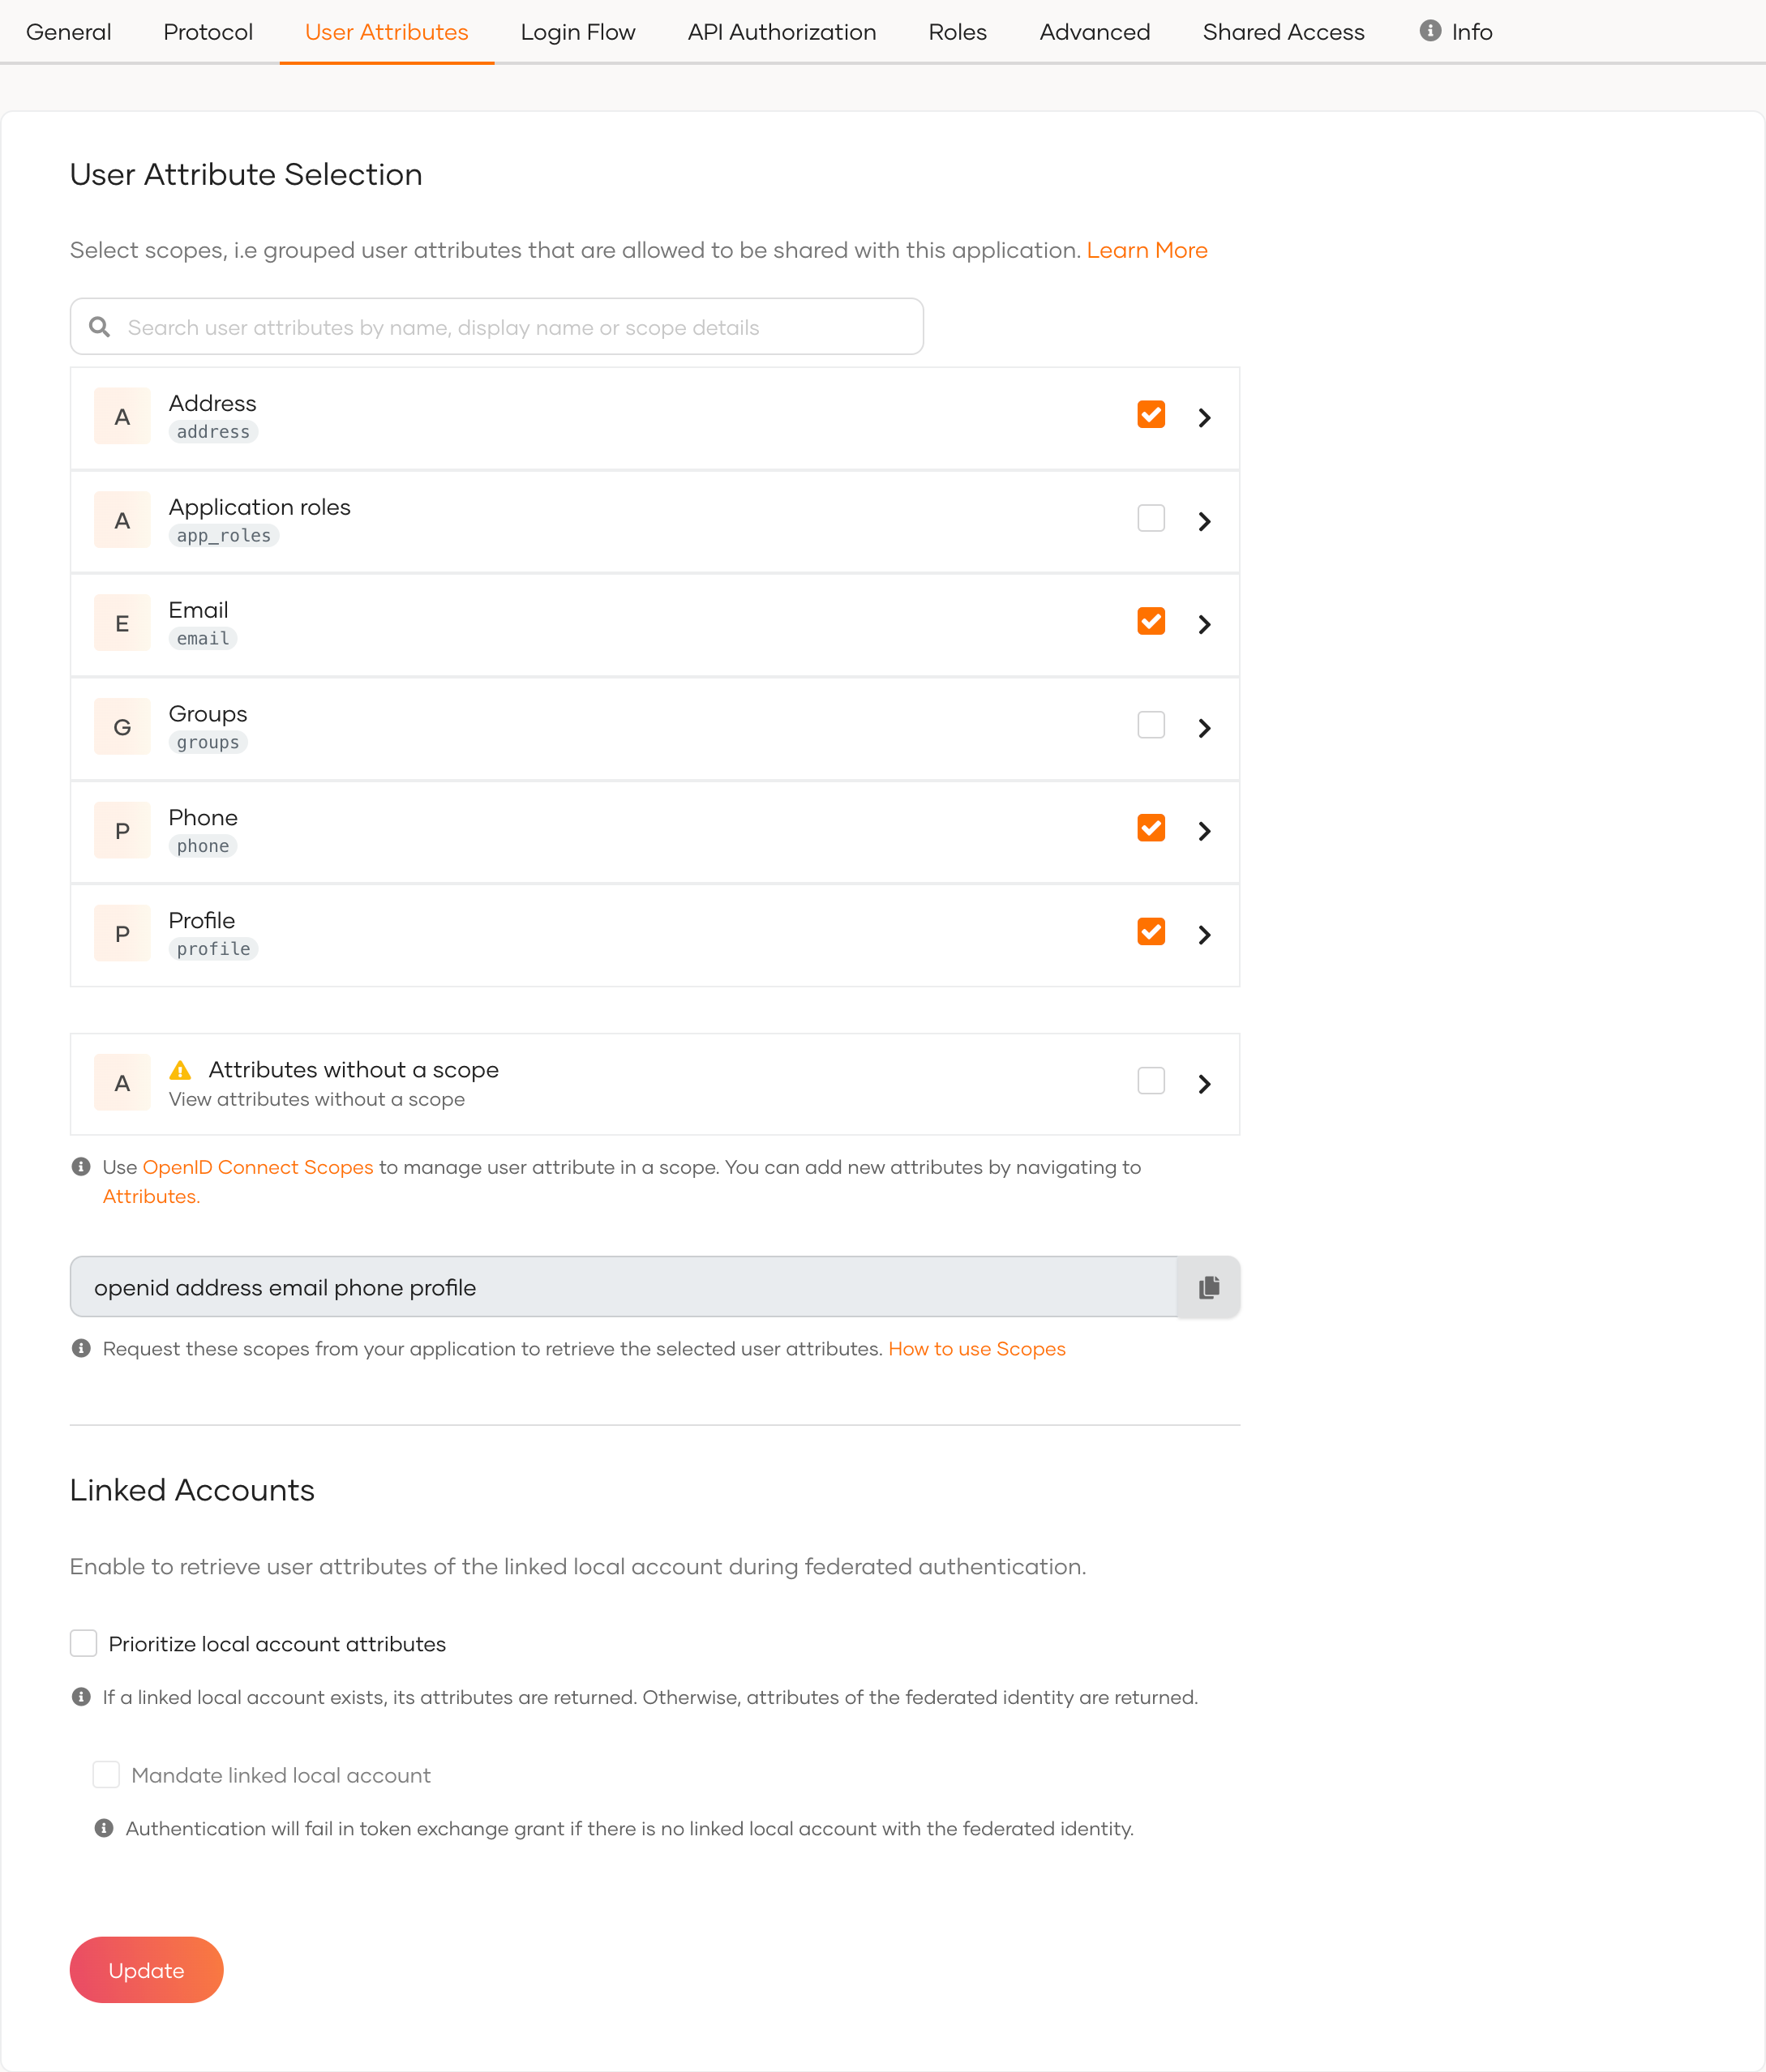 General Protocol User Attributes Login Flow API Authorization Roles Advanced Shared Access Info
User Attribute Selection
Select scopes, i.e grouped user attributes that are allowed to be shared with this application. Learn More
Search user attributes by name, display name or scope details
A
Address
address
A
Application roles
app_roles
E
Email
email
G
Groups
groups
P
Phone
phone
P
Profile
profile
A
Attributes without a scope
View attributes without a scope
Use OpenID Connect Scopes to manage user attribute in a scope. You can add new attributes by navigating to
Attributes.
openid address email phone profile
Request these scopes from your application to retrieve the selected user attributes. How to use Scopes
Linked Accounts
Enable to retrieve user attributes of the linked local account during federated authentication.
Prioritize local account attributes
If a linked local account exists, its attributes are returned. Otherwise, attributes of the federated identity are returned.
Mandate linked local account
Authentication will fail in token exchange grant if there is no linked local account with the federated identity.
Update